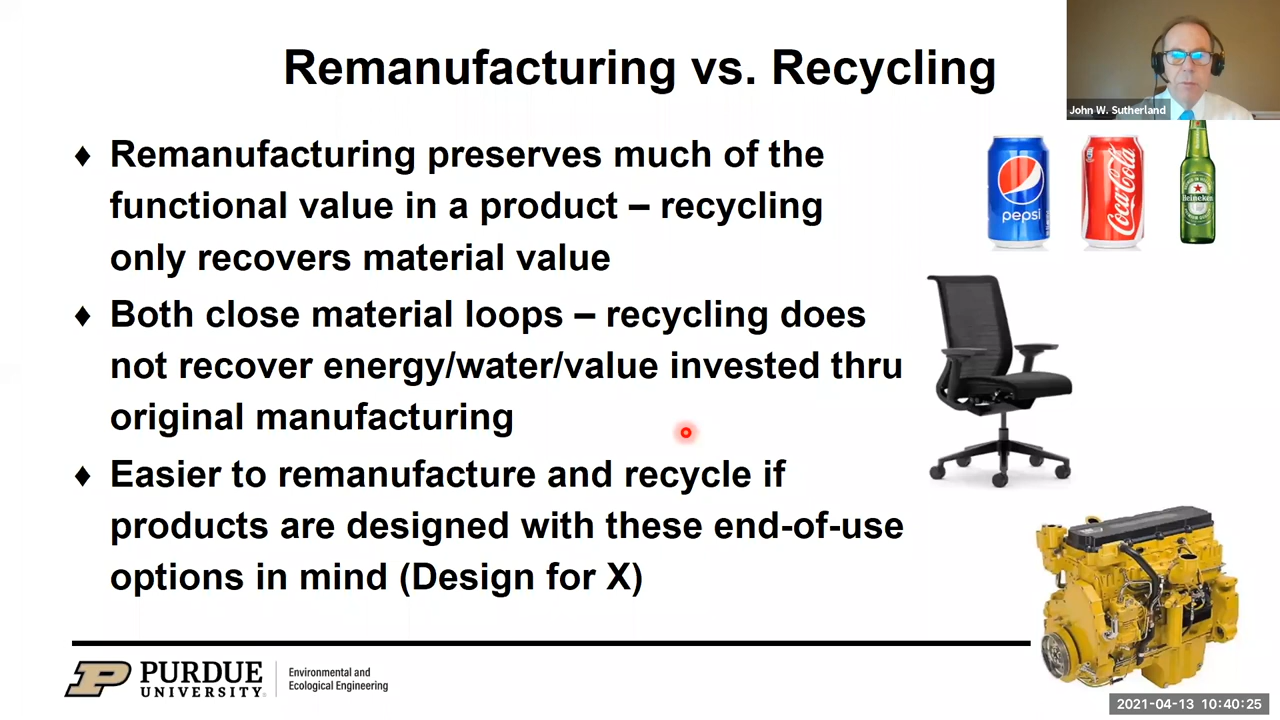 Remanufacturing vs. Recycling
John W. Sutherland
♦ Remanufacturing preserves much of the
functional value in a product – recycling
only recovers material value
♦ Both close material loops – recycling does
not recover energy/water/value invested thru
original manufacturing
♦ Easier to remanufacture and recycle if
products are designed with these end-of-use
options in mind (Design for X)
pepsi
Coca-Cola
Heineken
P PURDUE
UNIVERSITY
Environmental and
Ecological Engineering
2021-04-13 10:40:25